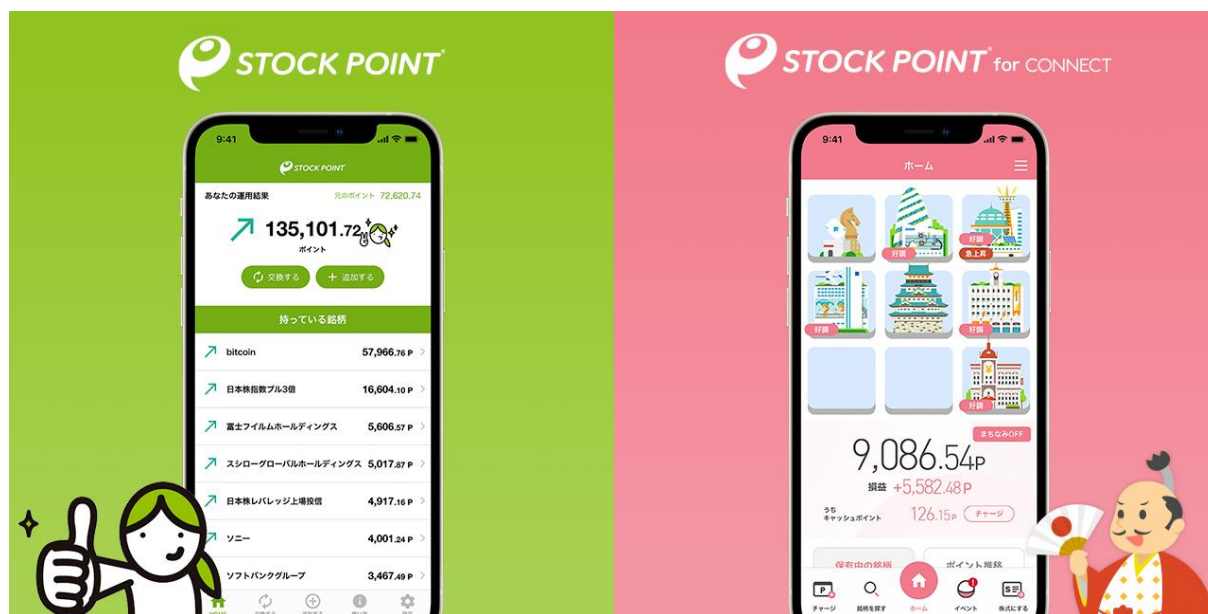 STOCK POINT
9:41
STOCK POINT
あなたの運用結果
元のポイント 72,620.74
135,101.72
ポイント
交換する
+ 追加する
持っている銘柄
bitcoin 57,966.76 P
日本株指数ブル3倍 16,604.10 P
富士フイルムホールディングス 5,606.57 P
スシローグローバルホールディングス 5,017.87 P
日本株レバレッジ上場投信 4,917.16 P
ソニー 4,001.24 P
ソフトバンクグループ 3,467.49 P
STOCK POINT for CONNECT
9:41
ホーム
好調
好調
急上昇
好調
好調
好調
まちなみOFF
9,086.54P
損益 +5,582.48 P
うち
キャッシュポイント
126.15P
チャージ
保有中の銘柄
ポイント推移
チャージ
銘柄を探す
ホーム
イベント
株式にする